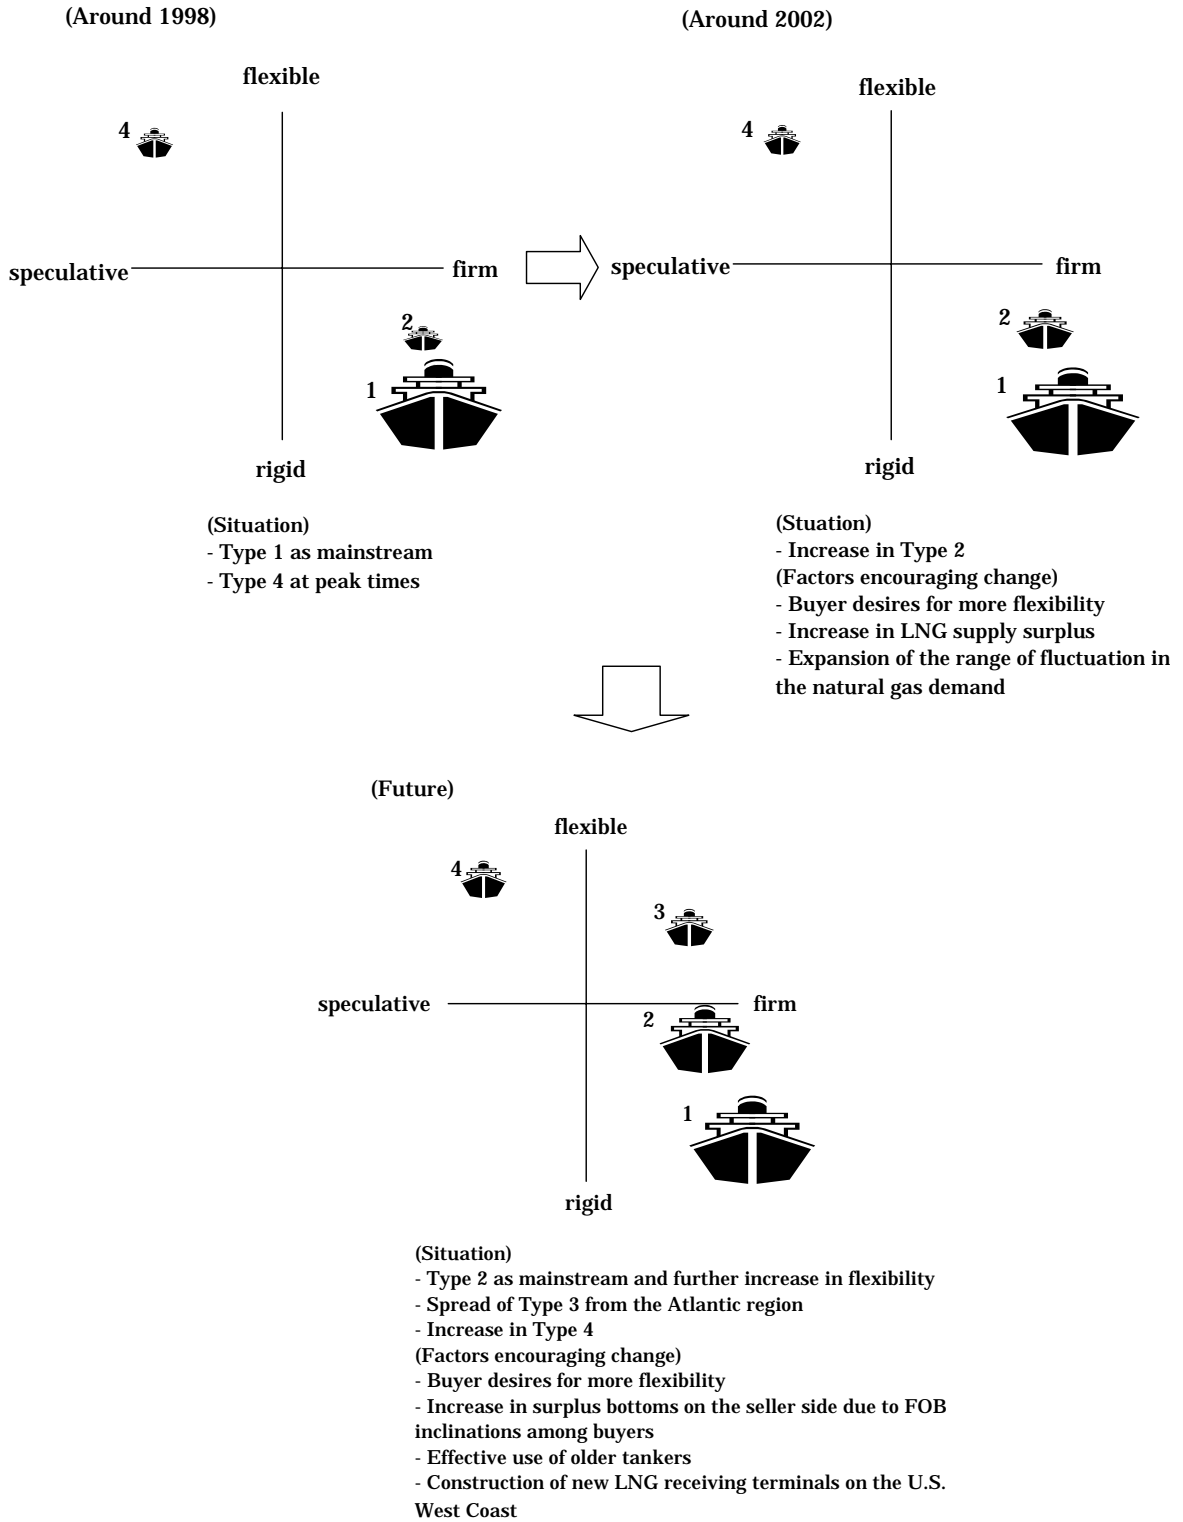 (Around 1998)
flexible
4
speculative
firm
2
1
rigid
(Situation)
- Type 1 as mainstream
- Type 4 at peak times
(Around 2002)
flexible
4
speculative
firm
2
1
rigid
(Stuation)
- Increase in Type 2
(Factors encouraging change)
- Buyer desires for more flexibility
- Increase in LNG supply surplus
- Expansion of the range of fluctuation in
the natural gas demand
(Future)
flexible
4
3
speculative
firm
2
1
rigid
(Situation)
- Type 2 as mainstream and further increase in flexibility
- Spread of Type 3 from the Atlantic region
- Increase in Type 4
(Factors encouraging change)
- Buyer desires for more flexibility
- Increase in surplus bottoms on the seller side due to FOB
inclinations among buyers
- Effective use of older tankers
- Construction of new LNG receiving terminals on the U.S.
West Coast